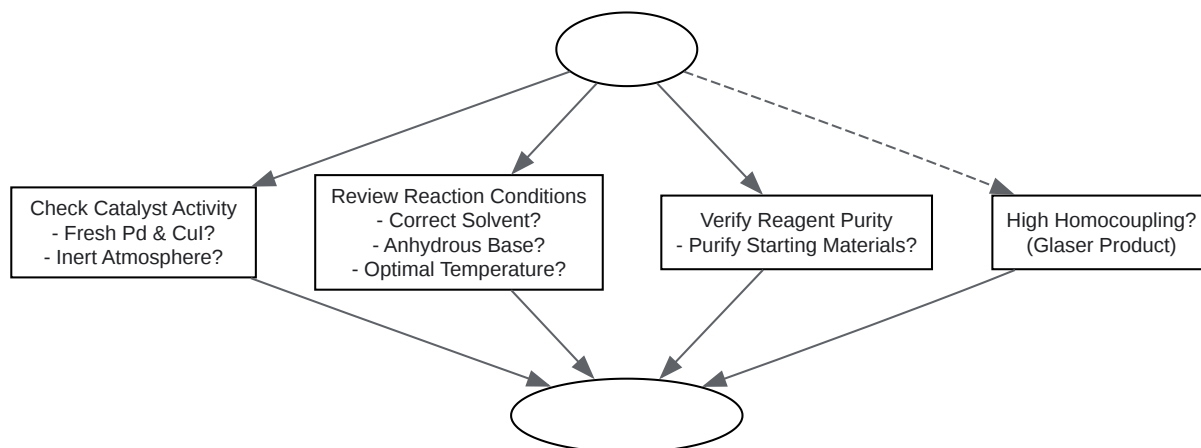 Check Catalyst Activity
- Fresh Pd & CuI?
- Inert Atmosphere?
Review Reaction Conditions
- Correct Solvent?
- Anhydrous Base?
- Optimal Temperature?
Verify Reagent Purity
- Purify Starting Materials?
High Homocoupling?
(Glaser Product)